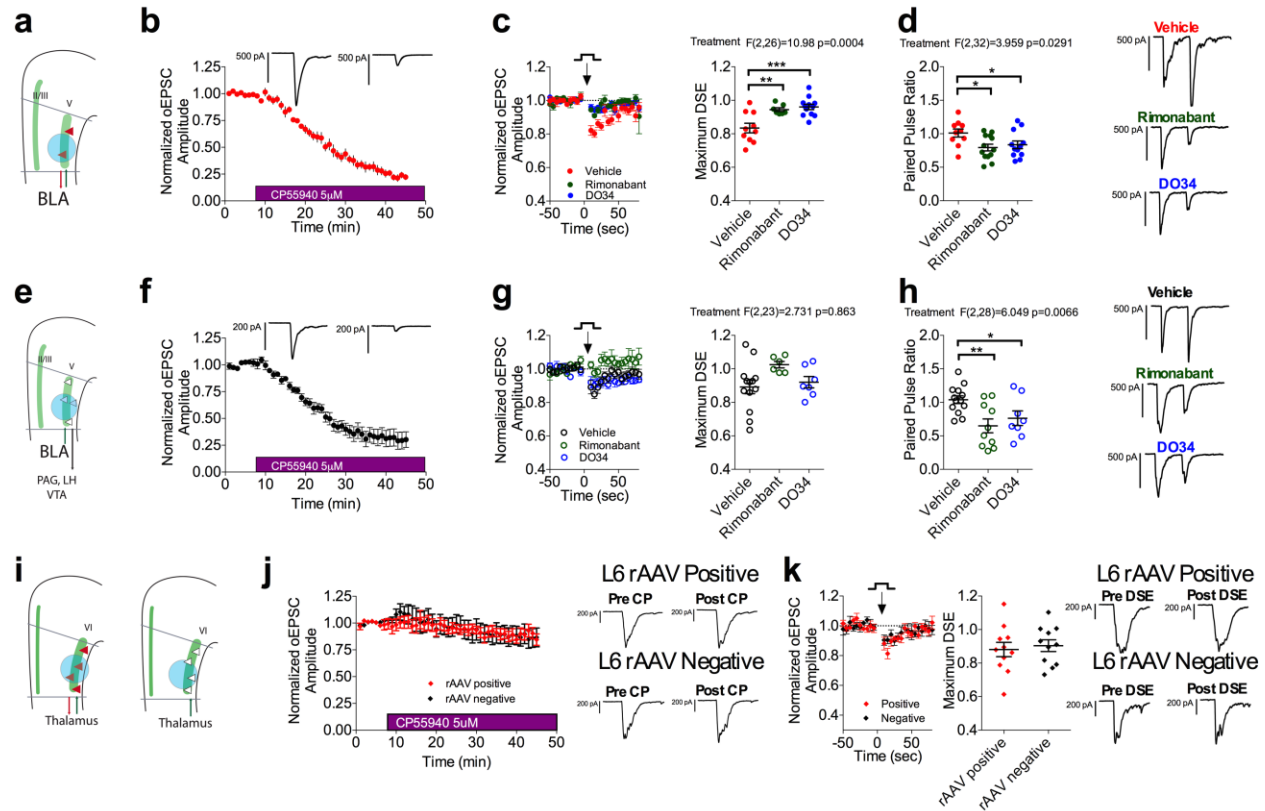 a
II/III
V
BLA
b
500 pA
500 pA
Normalized oEPSC
Amplitude
1.25
1.00
0.75
0.50
0.25
0.00
CP55940 5μM
0
10
20
30
40
50
Time (min)
c
Normalized oEPSC
Amplitude
1.2
1.0
0.8
0.6
0.4
Vehicle
Rimonabant
DO34
-50
0
50
Time (sec)
Treatment F(2,26)=10.98 p=0.0004
***
**
Maximum DSE
1.2
1.0
0.8
0.6
0.4
Vehicle
Rimonabant
DO34
d
Treatment F(2,32)=3.959 p=0.0291
*
*
Paired Pulse Ratio
2.0
1.5
1.0
0.5
0.0
Vehicle
Rimonabant
DO34
Vehicle
500 pA
Rimonabant
500 pA
DO34
500 pA
e
II/III
V
BLA
PAG, LH
VTA
f
200 pA
200 pA
Normalized oEPSC
Amplitude
1.25
1.00
0.75
0.50
0.25
0.00
CP55940 5μM
0
10
20
30
40
50
Time (min)
g
Normalized oEPSC
Amplitude
1.2
1.0
0.8
0.6
0.4
Vehicle
Rimonabant
DO34
-50
0
50
Time (sec)
Treatment F(2,23)=2.731 p=0.863
Maximum DSE
1.2
1.0
0.8
0.6
0.4
Vehicle
Rimonabant
DO34
h
Treatment F(2,28)=6.049 p=0.0066
*
**
Paired Pulse Ratio
2.0
1.5
1.0
0.5
0.0
Vehicle
Rimonabant
DO34
Vehicle
500 pA
Rimonabant
500 pA
DO34
500 pA
i
VI
Thalamus
VI
Thalamus
j
Normalized oEPSC
Amplitude
1.25
1.00
0.75
0.50
0.25
0.00
rAAV positive
rAAV negative
CP55940 5uM
0
10
20
30
40
50
Time (min)
L6 rAAV Positive
Pre CP
Post CP
200 pA
200 pA
L6 rAAV Negative
Pre CP
Post CP
200 pA
200 pA
k
Normalized oEPSC
Amplitude
1.2
1.0
0.8
0.6
0.4
Positive
Negative
-50
0
50
Time (sec)
Maximum DSE
1.2
1.0
0.8
0.6
0.4
rAAV positive
rAAV negative
L6 rAAV Positive
Pre DSE
Post DSE
200 pA
200 pA
L6 rAAV Negative
Pre DSE
Post DSE
200 pA
200 pA